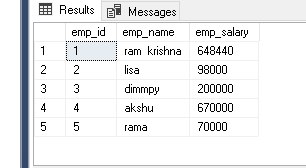 Results Messages
emp_id emp_name emp_salary
1 1 ram krishna 648440
2 2 lisa 98000
3 3 dimmpy 200000
4 4 akshu 670000
5 5 rama 70000